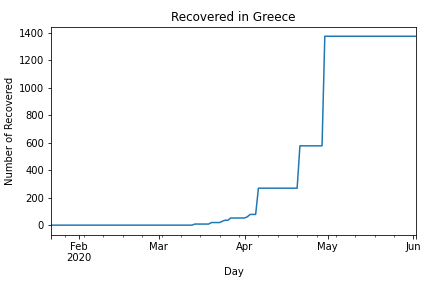 Recovered in Greece
Number of Recovered
1400
1200
1000
800
600
400
200
0
Feb
2020
Mar
Apr
May
Jun
Day